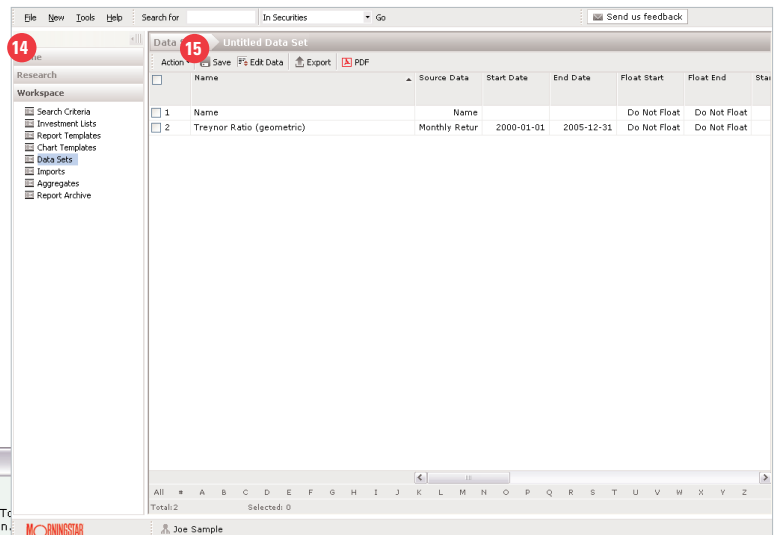 File New Tools Help Search for In Securities Go Send us feedback
14 15 Data Untitled Data Set
Action Save Edit Data Export PDF
Research
Workspace
Search Criteria
Investment Lists
Report Templates
Chart Templates
Data Sets
Imports
Aggregates
Report Archive
Name Source Data Start Date End Date Float Start Float End Sta
1 Name Name Do Not Float Do Not Float
2 Treynor Ratio (geometric) Monthly Retur 2000-01-01 2005-12-31 Do Not Float Do Not Float
All # A B C D E F G H I J K L M N O P Q R S T U V W X Y Z
Total:2 Selected: 0
MORNINGSTAR Joe Sample